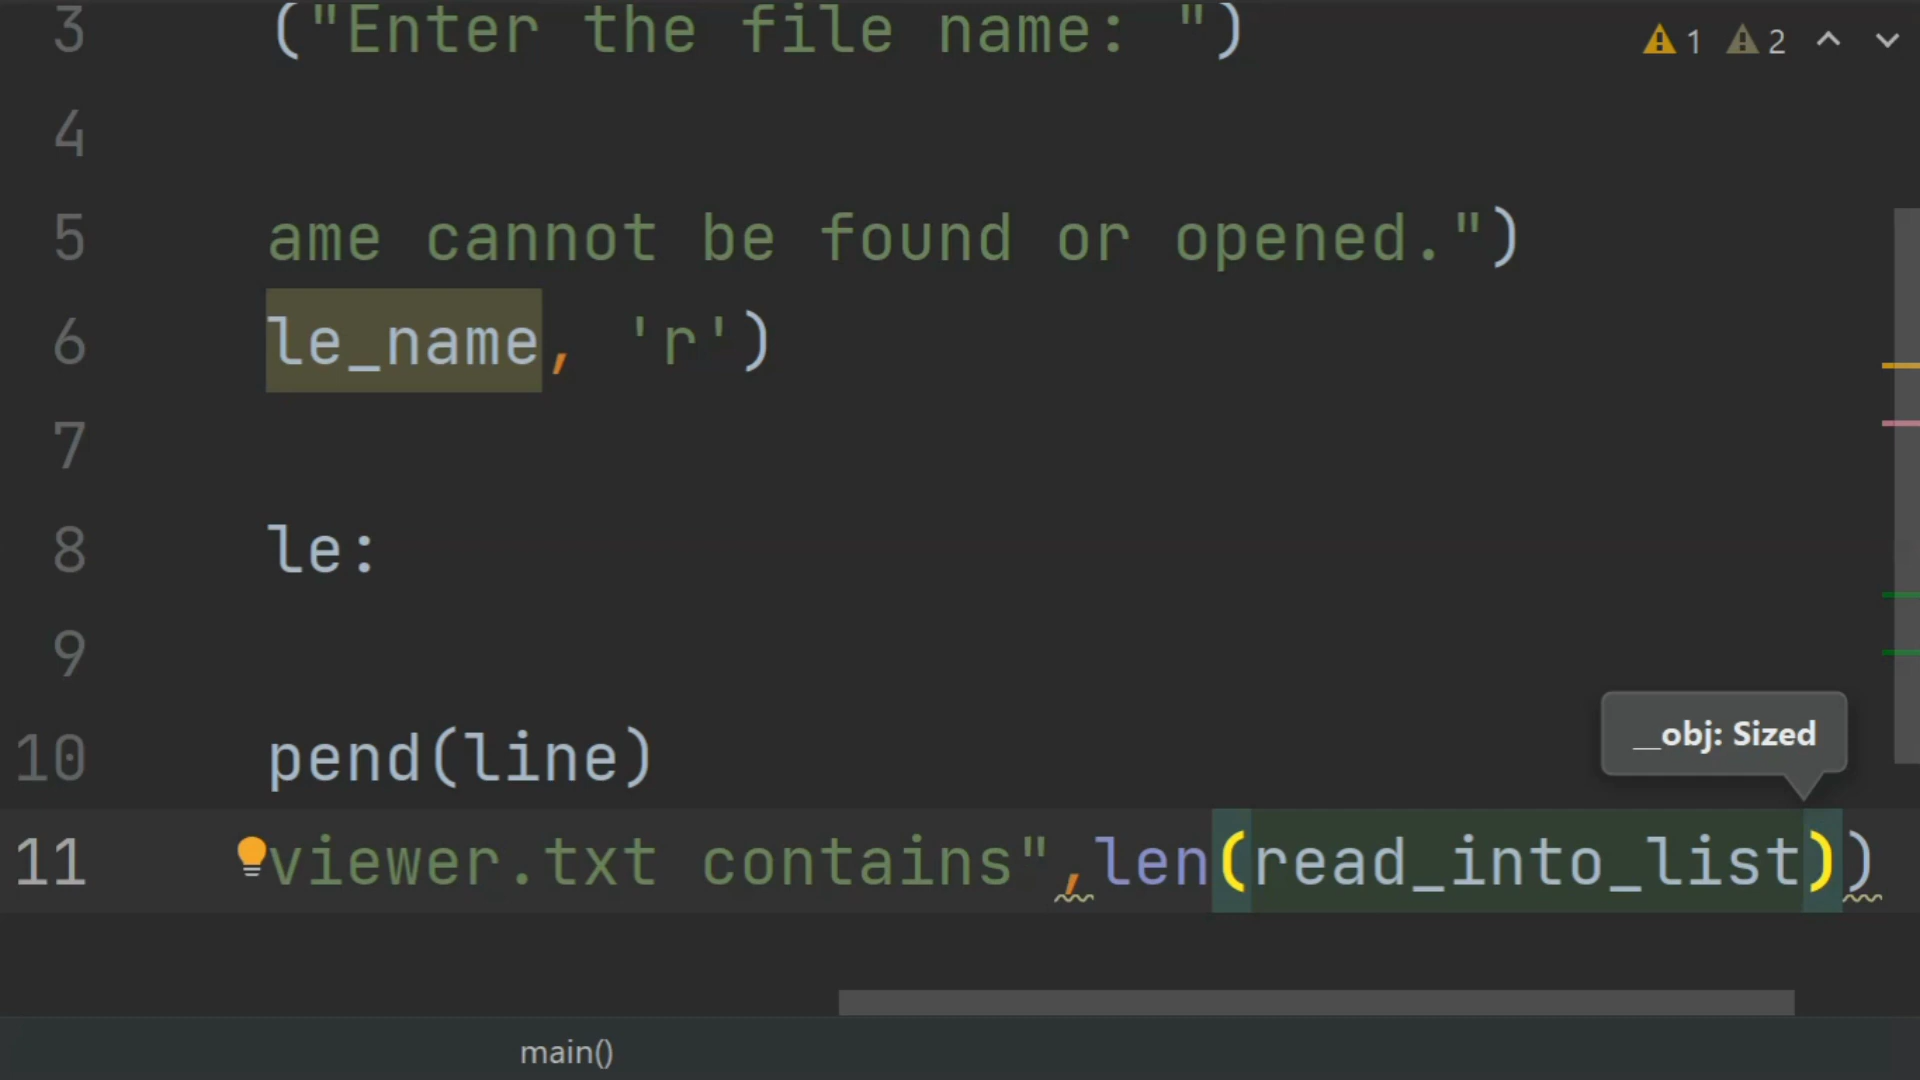 3 ("Enter the file name: ") 1 2
4
5 ame cannot be found or opened.")
6 le_name, 'r')
7
8 le:
9
10 pend(line)
__obj: Sized
11 viewer.txt contains",len(read_into_list))
main()